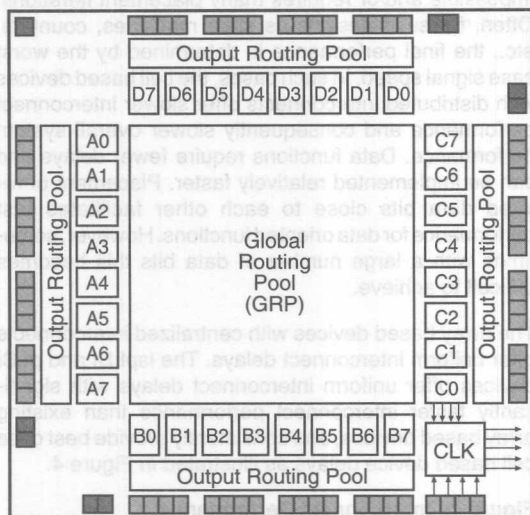 Output Routing Pool
D7 D6 D5 D4 D3 D2 D1 D0
Output Routing Pool
A0
A1
A2
A3
A4
A5
A6
A7
Global
Routing
Pool
(GRP)
C7
C6
C5
C4
C3
C2
C1
C0
Output Routing Pool
B0 B1 B2 B3 B4 B5 B6 B7
CLK
Output Routing Pool